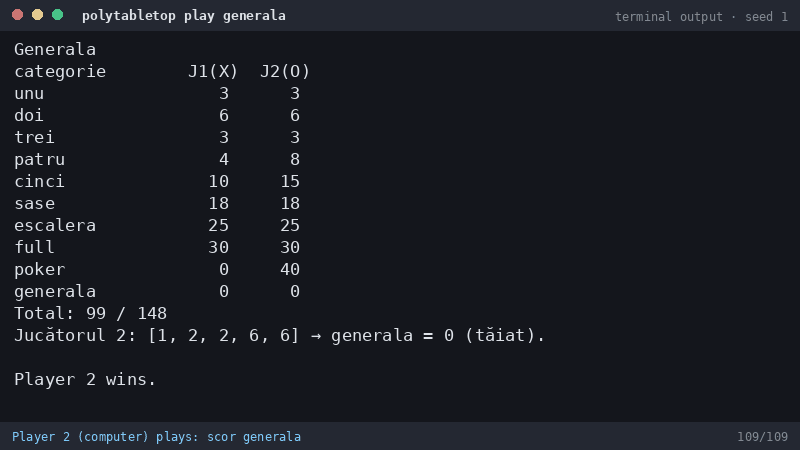 polytabletop play generala
terminal output · seed 1
Generala
categorie J1(X) J2(O)
unu 3 3
doi 6 6
trei 3 3
patru 4 8
cinci 10 15
sase 18 18
escalera 25 25
full 30 30
poker 0 40
generala 0 0
Total: 99 / 148
Jucătorul 2: [1, 2, 2, 6, 6] → generala = 0 (tăiat).
Player 2 wins.
Player 2 (computer) plays: scor generala
109/109